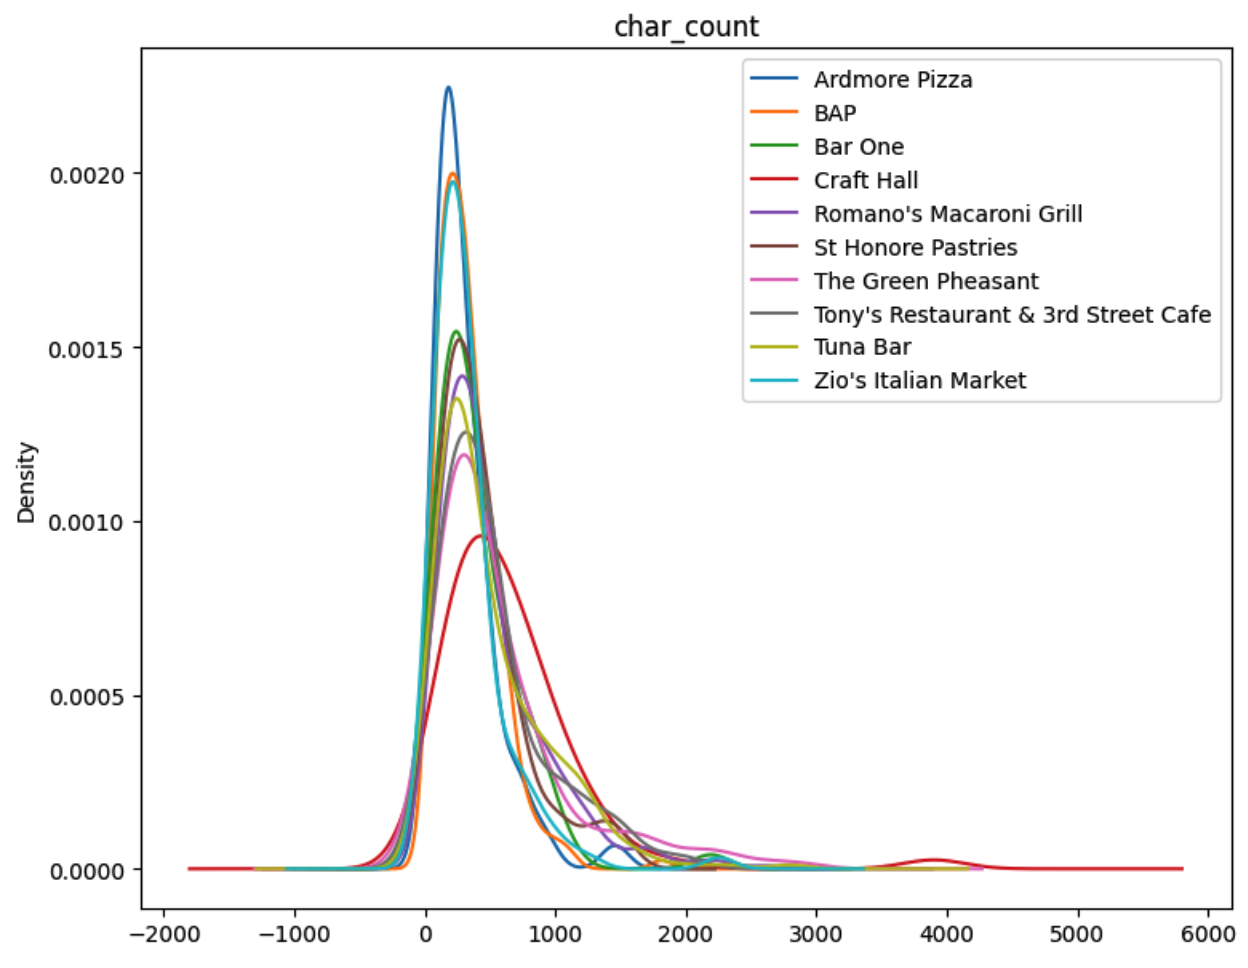 char_count
Ardmore Pizza
BAP
Bar One
Craft Hall
Romano's Macaroni Grill
St Honore Pastries
The Green Pheasant
Tony's Restaurant & 3rd Street Cafe
Tuna Bar
Zio's Italian Market
Density
0.0020
0.0015
0.0010
0.0005
0.0000
−2000 −1000 0 1000 2000 3000 4000 5000 6000